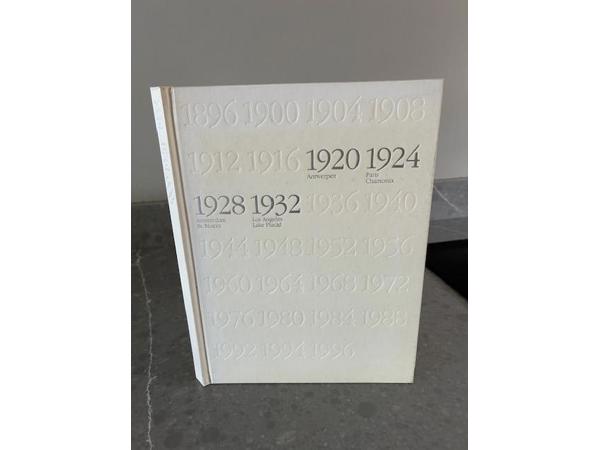 1896 1900 1904 1908
1912 1916 1920 1924
Antwerpen
Paris
Chamonix
1928 1932 1936 1940
Amsterdam
St. Moritz
Los Angeles
Lake Placid
1944 1948 1952 1956
1960 1964 1968 1972
1976 1980 1984 1988
1992 1994 1996